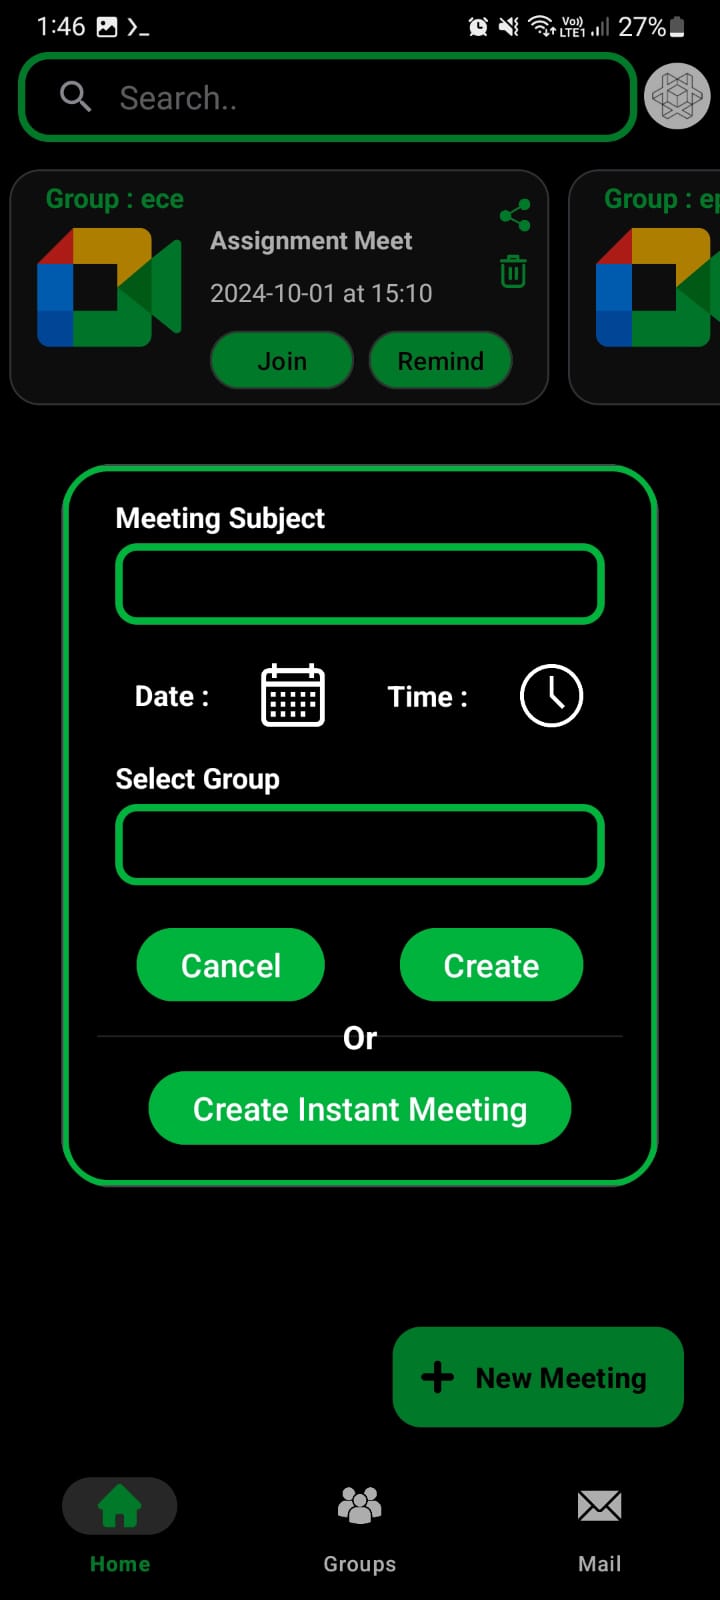 1:46
Vo)) LTE1 27%
Search..
Group : ece
Group : ep
Assignment Meet
2024-10-01 at 15:10
Join Remind
Meeting Subject
Date : Time :
Select Group
Cancel Create
Or
Create Instant Meeting
New Meeting
Home Groups Mail